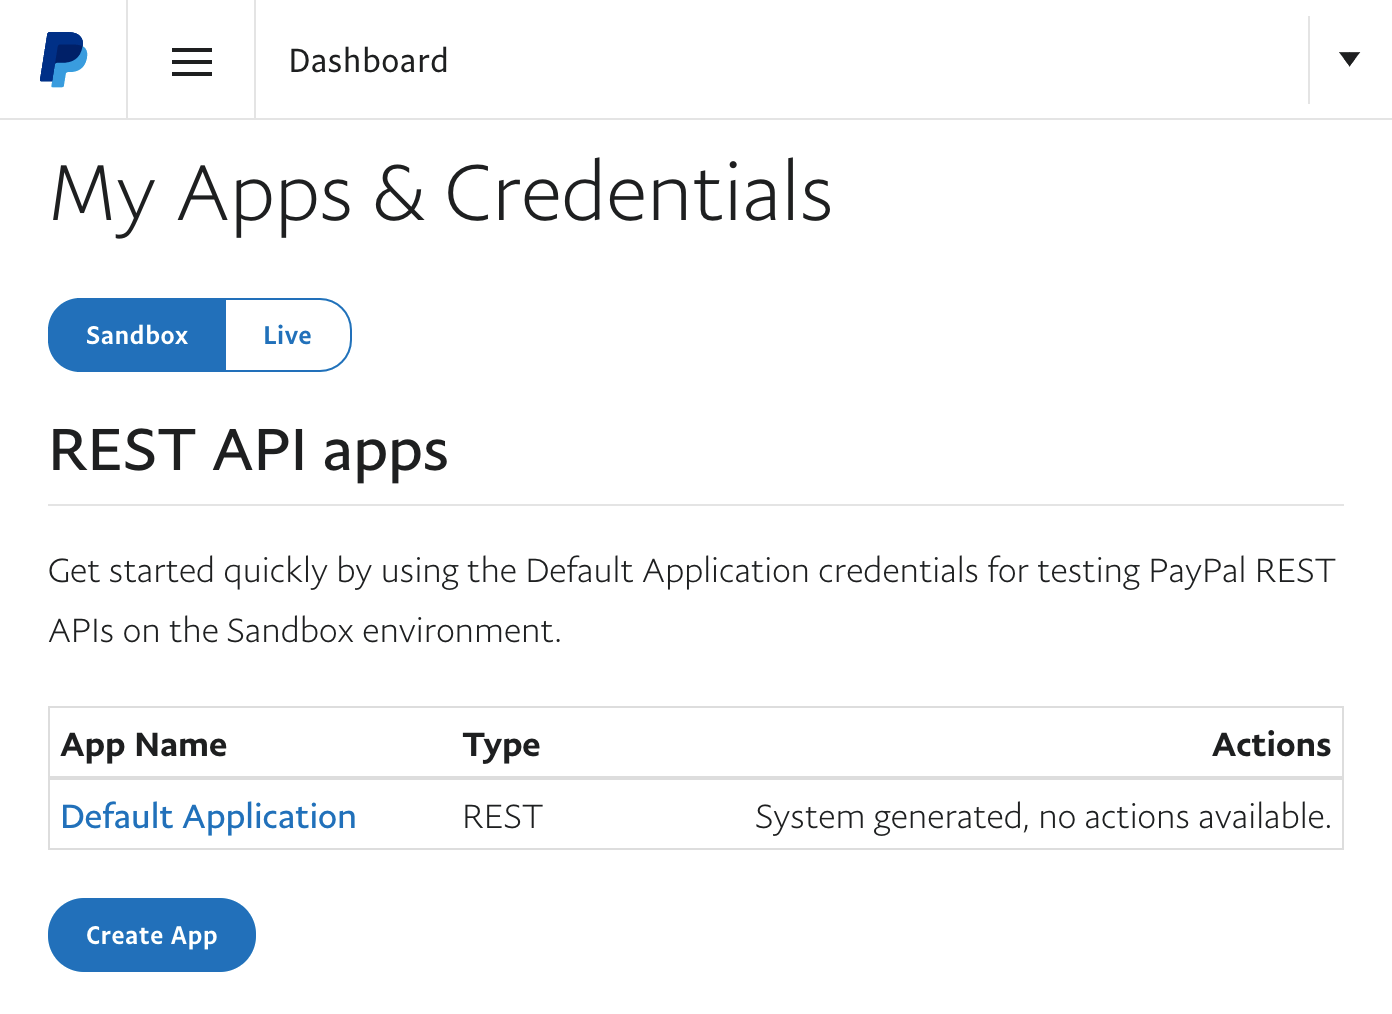 Dashboard
My Apps & Credentials
Sandbox Live
REST API apps
Get started quickly by using the Default Application credentials for testing PayPal REST
APIs on the Sandbox environment.
App Name Type Actions
Default Application REST System generated, no actions available.
Create App